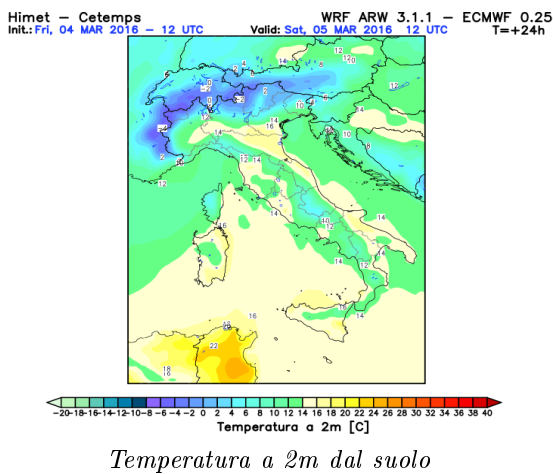 Himet – Cetemps WRF ARW 3.1.1 – ECMWF 0.25
Init.: Fri, 04 MAR 2016 – 12 UTC Valid: Sat, 05 MAR 2016 12 UTC T=+24h
-20 -18 -16 -14 -12 -10 -8 -6 -4 -2 0 2 4 6 8 10 12 14 16 18 20 22 24 26 28 30 32 34 36 38 40
Temperatura a 2m [C]
Temperatura a 2m dal suolo